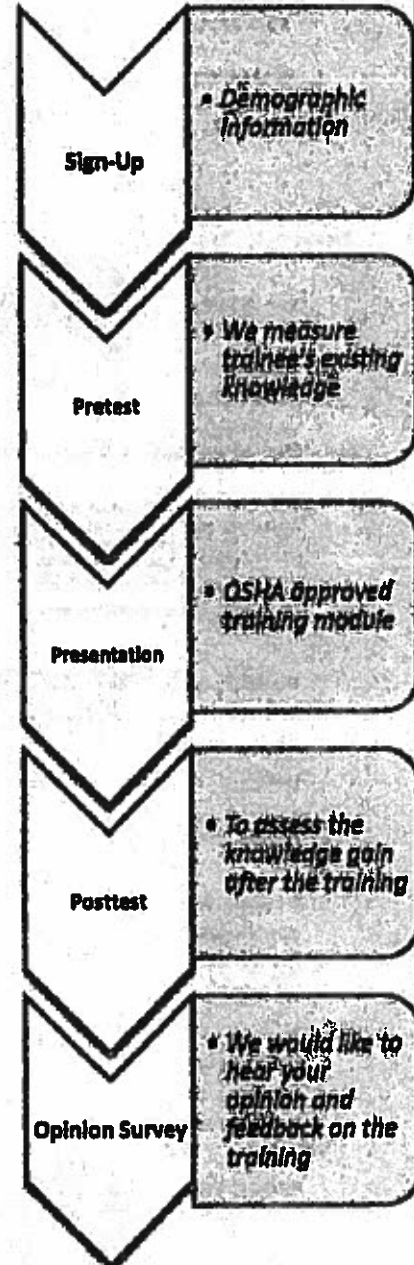 Sign-Up
• Demographic
Information
Pretest
• We measure
trainee's existing
knowledge
Presentation
• OSHA approved
training module
Posttest
• To assess the
knowledge gain
after the training
Opinion Survey
• We would like to
hear your
opinion and
feedback on the
training